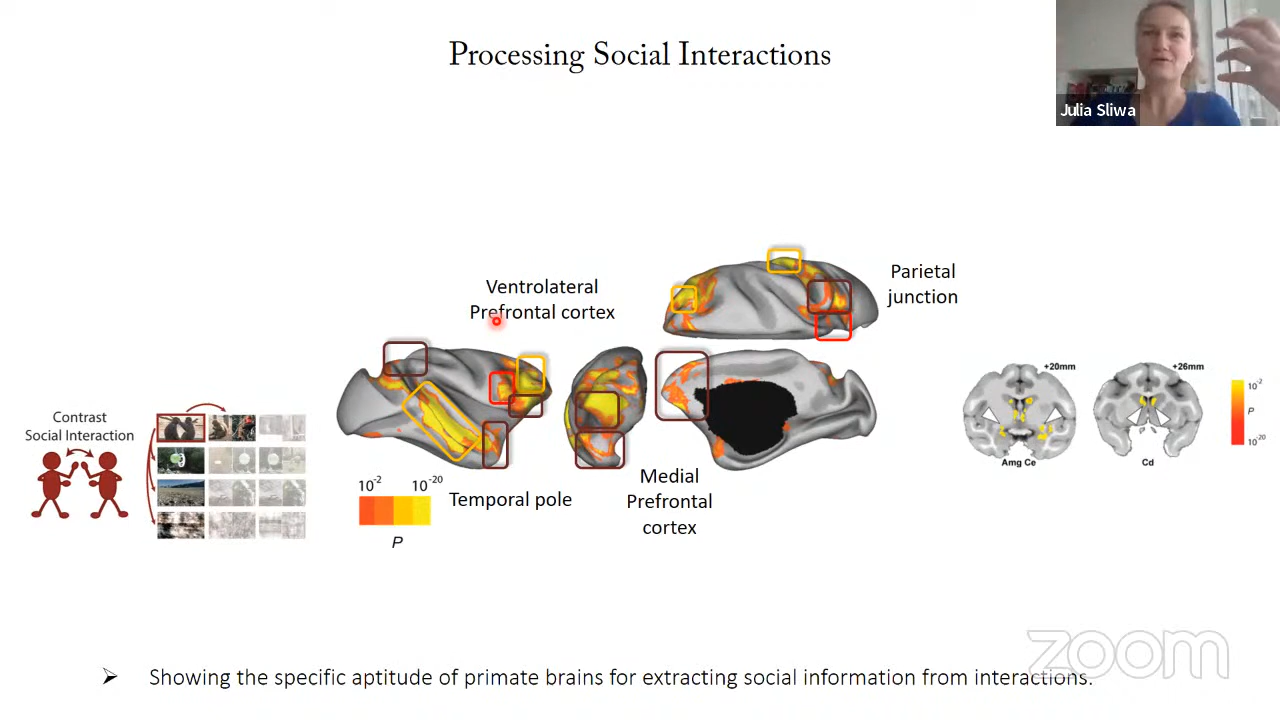 Processing Social Interactions
Julia Sliwa
Ventrolateral
Prefrontal cortex
Parietal
junction
Contrast
Social Interaction
+20mm
+26mm
10⁻²
P
10⁻²⁰
Amg Ce
Cd
10⁻²
10⁻²⁰
P
Temporal pole
Medial
Prefrontal
cortex
➢ Showing the specific aptitude of primate brains for extracting social information from interactions.
zoom